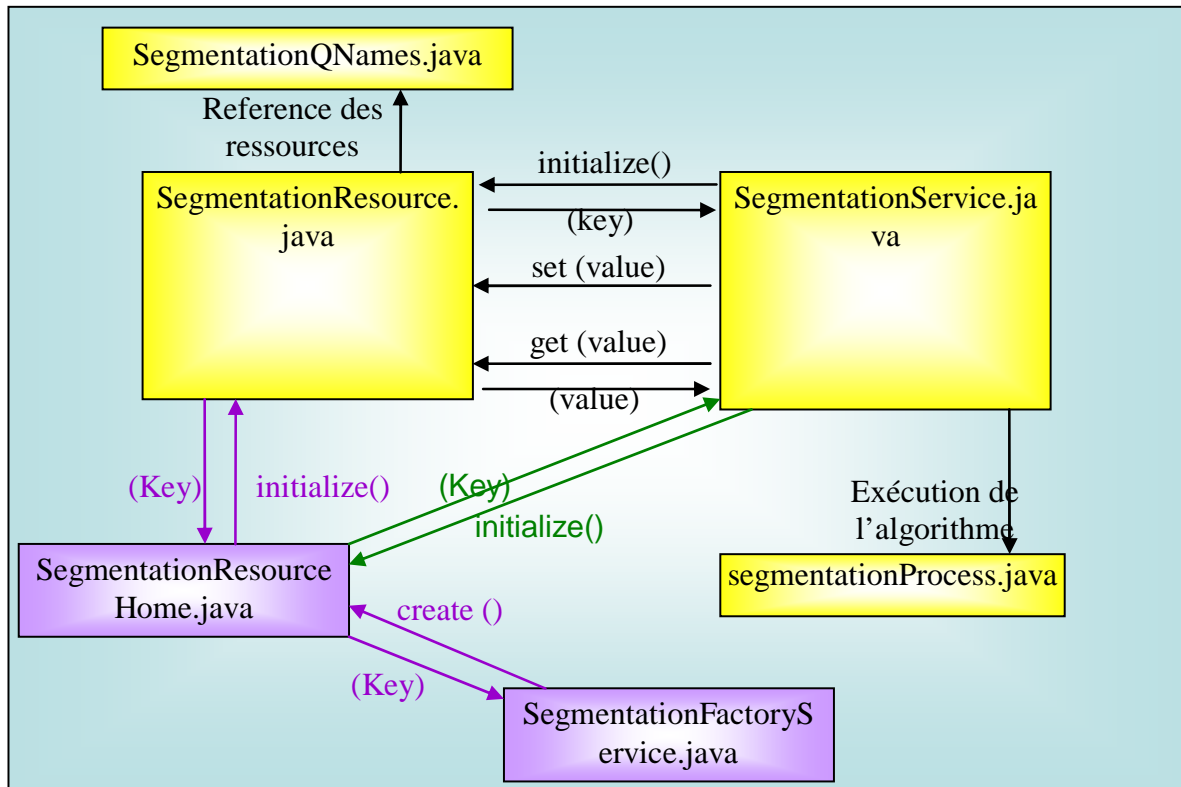 SegmentationQNames.java
Reference des
ressources
SegmentationResource.
java
initialize()
(key)
set (value)
get (value)
(value)
SegmentationService.ja
va
(Key)
initialize()
(Key)
initialize()
Exécution de
l'algorithme
SegmentationResource
Home.java
segmentationProcess.java
create ()
(Key)
SegmentationFactoryS
ervice.java